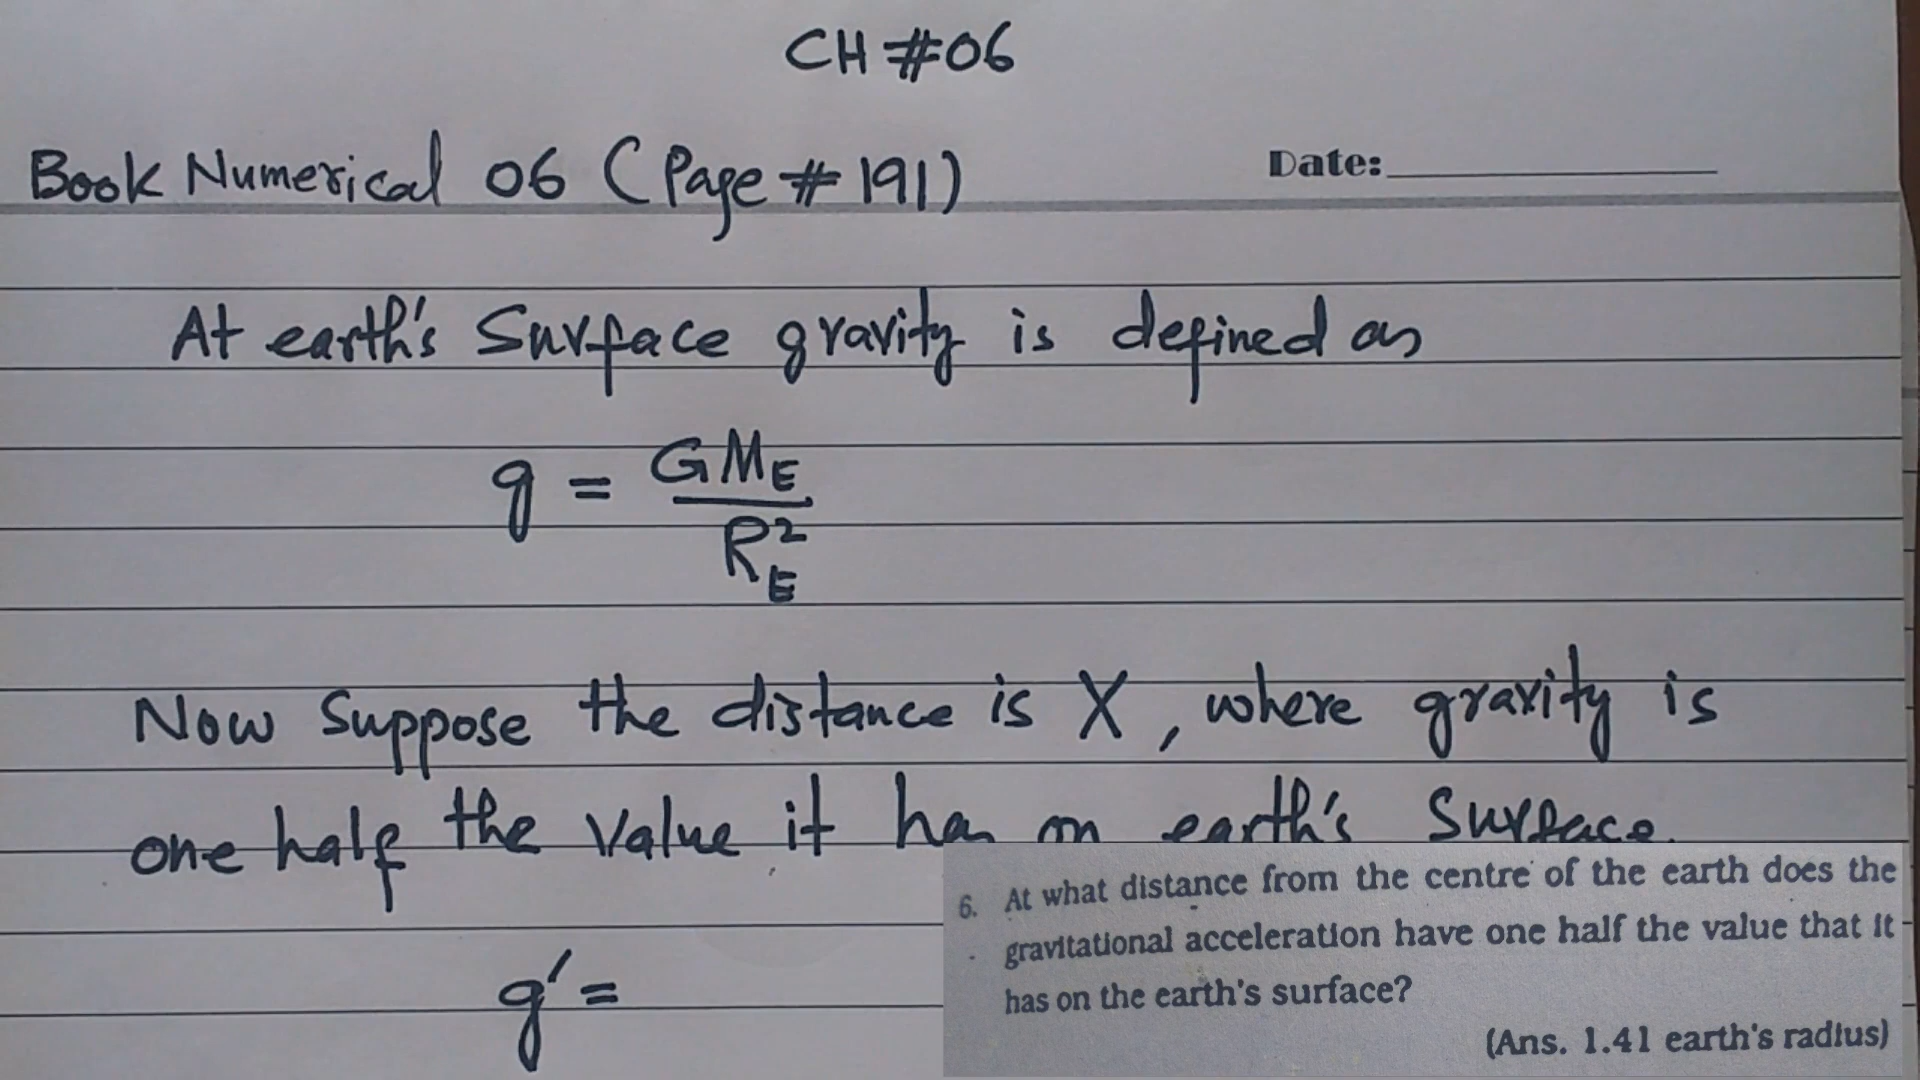 CH #06
Book Numerical 06 (Page # 191)
Date:
At earth's Surface gravity is defined as
g = GME
R²E
Now Suppose the distance is X, where gravity is
one half the value it has on earth's Surface.
g' =
6. At what distance from the centre of the earth does the
gravitational acceleration have one half the value that it
has on the earth's surface?
(Ans. 1.41 earth's radius)